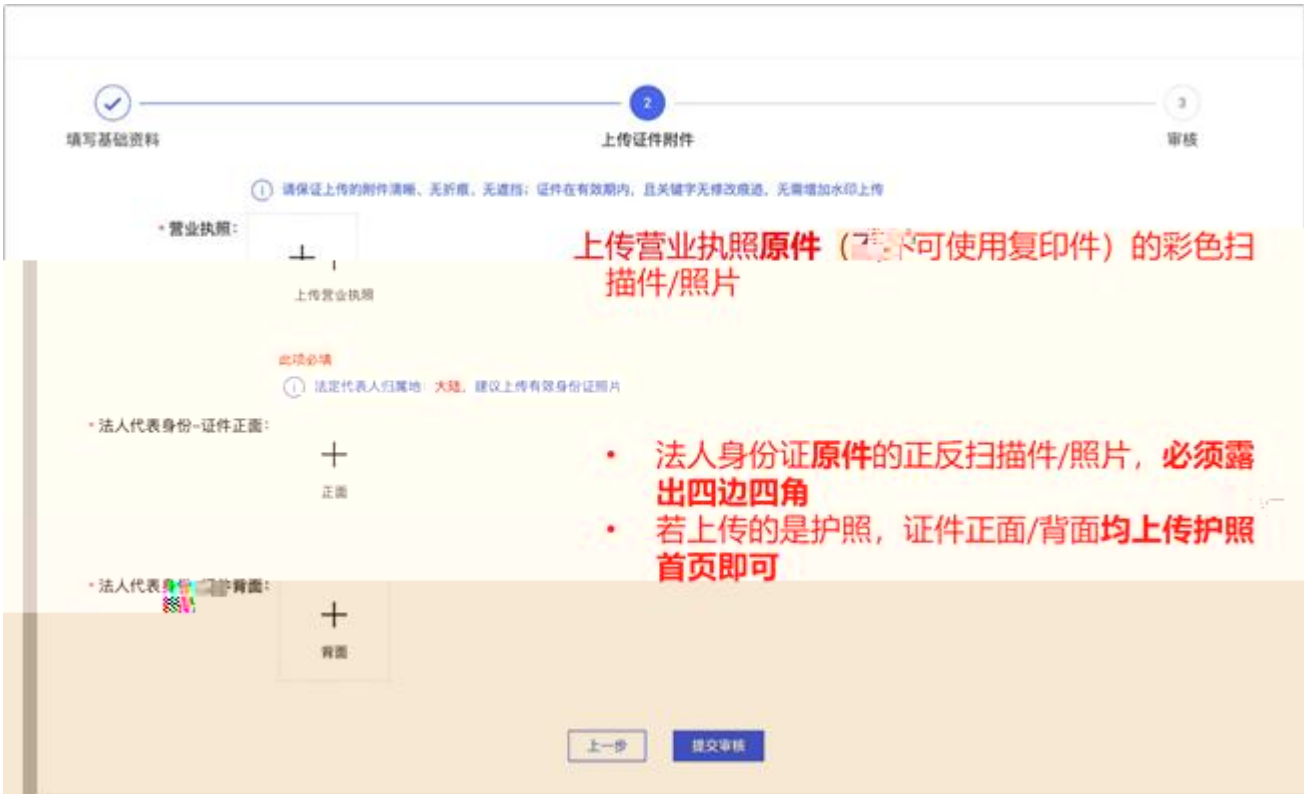 2
3
填写基础资料
上传证件附件
审核
请保证上传的附件清晰、无折痕、无遮挡；证件在有效期内，且关键字无修改痕迹，无需增加水印上传
*营业执照：
上传营业执照原件（不可使用复印件）的彩色扫
描件/照片
上传营业执照
此项必填
法定代表人归属地：大陆，建议上传有效身份证照片
*法人代表身份-证件正面：
正面
• 法人身份证原件的正反扫描件/照片，必须露
出四边四角
• 若上传的是护照，证件正面/背面均上传护照
首页即可
*法人代表身份 背面：
背面
上一步
提交审核